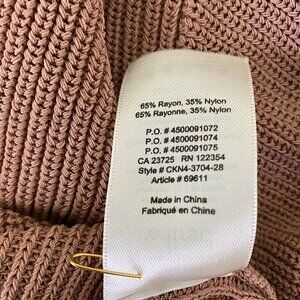 65% Rayon, 35% Nylon
65% Rayonne, 35% Nylon
P.O. # 4500091072
P.O. # 4500091074
P.O. # 4500091075
CA 23725 RN 122354
Style # CKN4-3704-28
Article # 69611
Made in China
Fabriqué en Chine